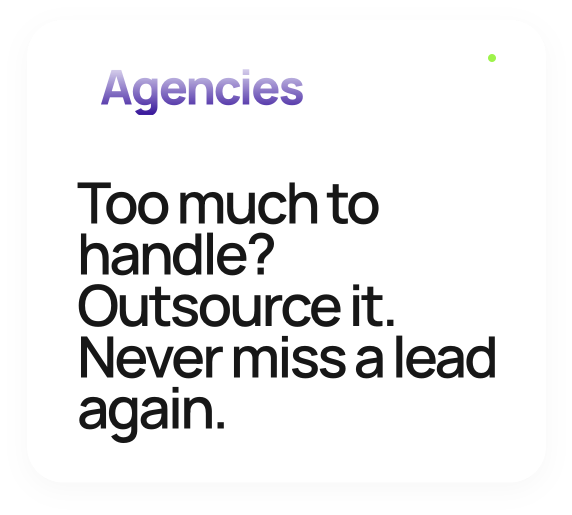 Agencies
Too much to
handle?
Outsource it.
Never miss a lead
again.